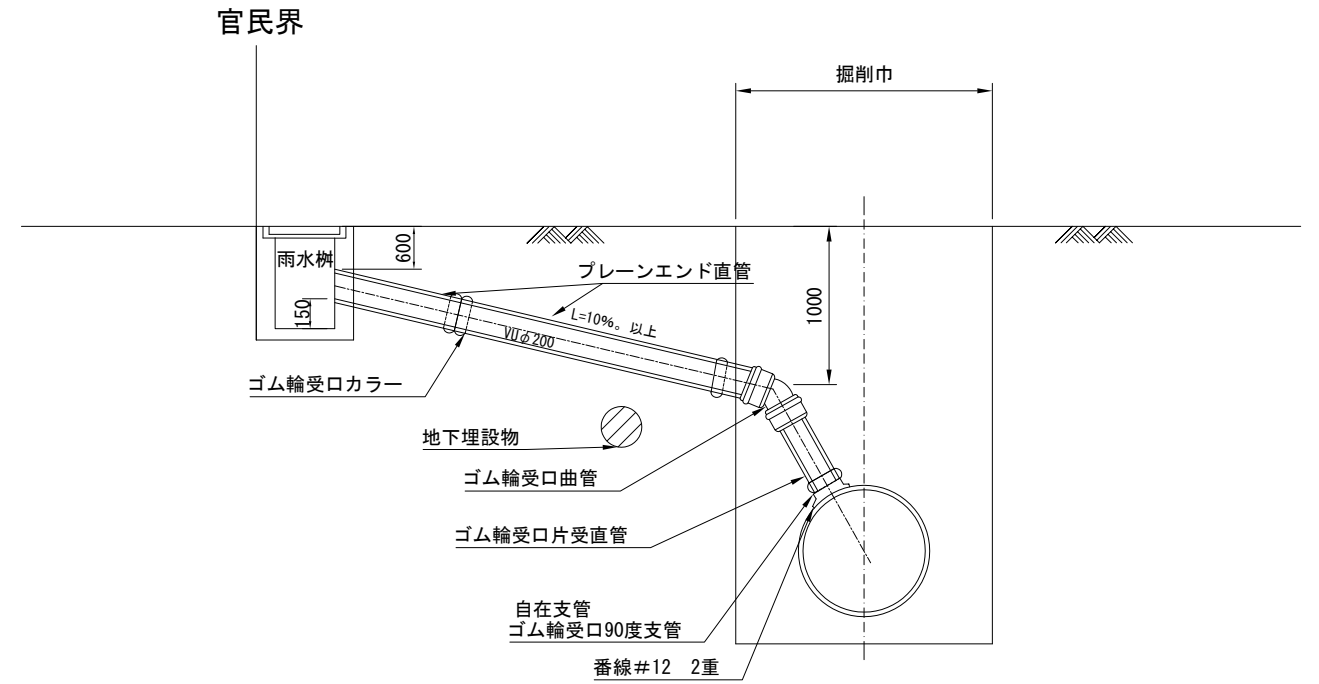 官民界
掘削巾
雨水桝
600
150
プレーンエンド直管
L=10‰以上
VUφ200
1000
ゴム輪受口カラー
地下埋設物
ゴム輪受口曲管
ゴム輪受口片受直管
自在支管
ゴム輪受口90度支管
番線＃12　2重